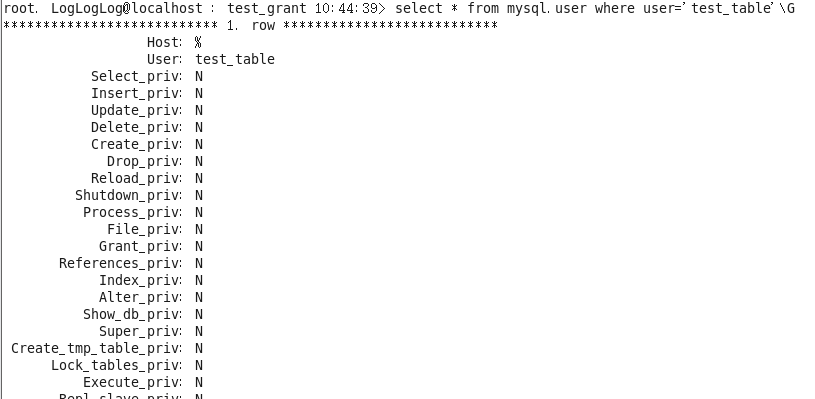 root. LogLogLog@localhost : test_grant 10:44:39> select * from mysql.user where user='test_table'\G
*************************** 1. row ***************************
Host: %
User: test_table
Select_priv: N
Insert_priv: N
Update_priv: N
Delete_priv: N
Create_priv: N
Drop_priv: N
Reload_priv: N
Shutdown_priv: N
Process_priv: N
File_priv: N
Grant_priv: N
References_priv: N
Index_priv: N
Alter_priv: N
Show_db_priv: N
Super_priv: N
Create_tmp_table_priv: N
Lock_tables_priv: N
Execute_priv: N
Repl_slave_priv: N